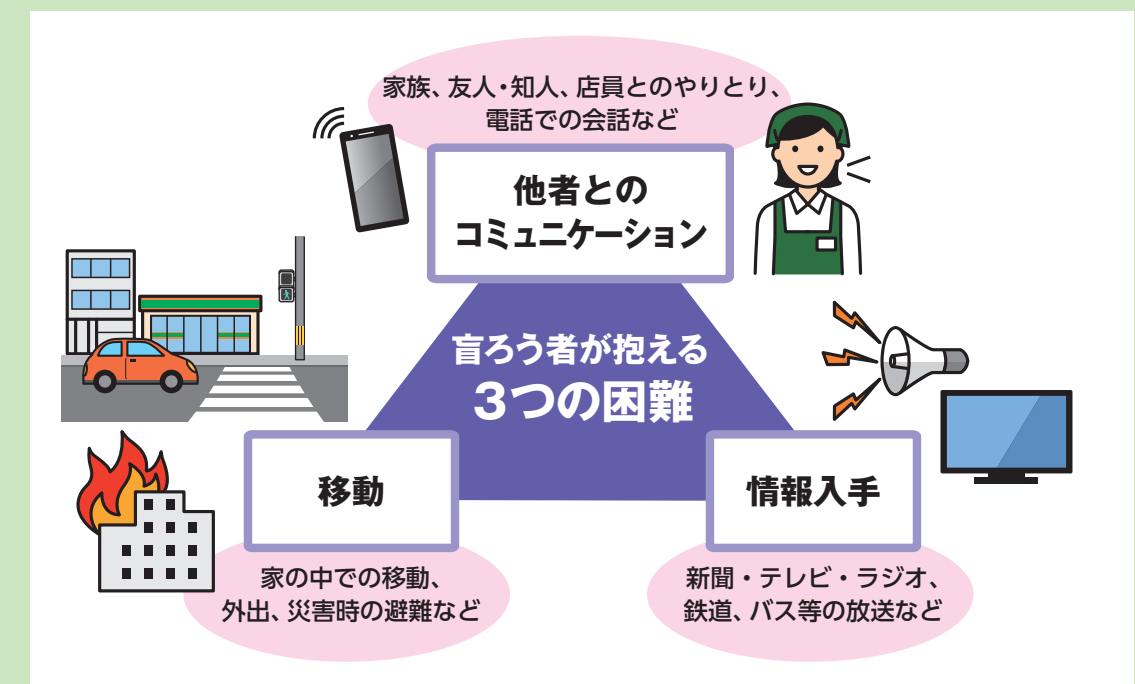 家族、友人・知人、店員とのやりとり、
電話での会話など
他者との
コミュニケーション
盲ろう者が抱える
3つの困難
移動
家の中での移動、
外出、災害時の避難など
情報入手
新聞・テレビ・ラジオ、
鉄道、バス等の放送など